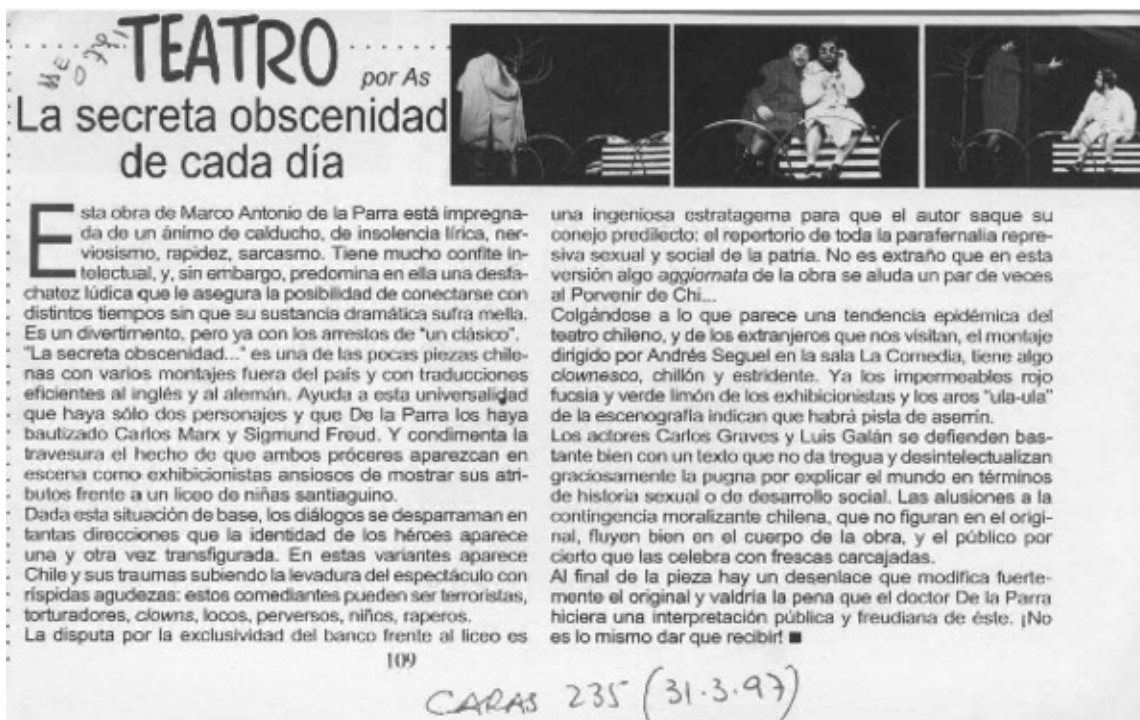 TEATRO
por As
La secreta obscenidad
de cada día
Esta obra de Marco Antonio de la Parra está impregna-
da de un ánimo de calducho, de insolencia lírica, ner-
viosismo, rapidez, sarcasmo. Tiene mucho confite in-
telectual, y, sin embargo, predomina en ella una desfa-
chatez lúdica que le asegura la posibilidad de conectarse con
distintos tiempos sin que su sustancia dramática sufra mella.
Es un divertimento, pero ya con los arrestos de "un clásico".
"La secreta obscenidad..." es una de las pocas piezas chile-
nas con varios montajes fuera del país y con traducciones
eficientes al inglés y al alemán. Ayuda a esta universalidad
que haya sólo dos personajes y que De la Parra los haya
bautizado Carlos Marx y Sigmund Freud. Y condimenta la
travesura el hecho de que ambos próceres aparezcan en
escena como exhibicionistas ansiosos de mostrar sus atri-
butos frente a un liceo de niñas santiaguino.
Dada esta situación de base, los diálogos se desparraman en
tantas direcciones que la identidad de los héroes aparece
una y otra vez transfigurada. En estas variantes aparece
Chile y sus traumas subiendo la levadura del espectáculo con
ríspidas agudezas: estos comediantes pueden ser terroristas,
torturadores, clowns, locos, perversos, niños, raperos.
La disputa por la exclusividad del banco frente al liceo es
una ingeniosa estratagema para que el autor saque su
conejo predilecto: el repertorio de toda la parafernalia repre-
siva sexual y social de la patria. No es extraño que en esta
versión algo aggiornata de la obra se aluda un par de veces
al Porvenir de Chi...
Colgándose a lo que parece una tendencia epidémica del
teatro chileno, y de los extranjeros que nos visitan, el montaje
dirigido por Andrés Seguel en la sala La Comedia, tiene algo
clownesco, chillón y estridente. Ya los impermeables rojo
fucsia y verde limón de los exhibicionistas y los aros "ula-ula"
de la escenografía indican que habrá pista de aserrín.
Los actores Carlos Graves y Luis Galán se defienden bas-
tante bien con un texto que no da tregua y desintelectualizan
graciosamente la pugna por explicar el mundo en términos
de historia sexual o de desarrollo social. Las alusiones a la
contingencia moralizante chilena, que no figuran en el origi-
nal, fluyen bien en el cuerpo de la obra, y el público por
cierto que las celebra con frescas carcajadas.
Al final de la pieza hay un desenlace que modifica fuerte-
mente el original y valdría la pena que el doctor De la Parra
hiciera una interpretación pública y freudiana de éste. ¡No
es lo mismo dar que recibir! ■
109
CARAS 235 (31.3.97)